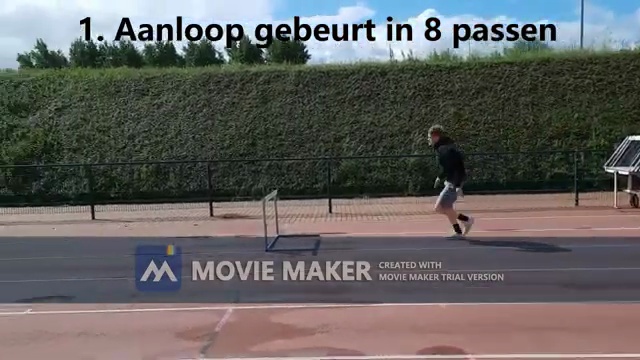 1. Aanloop gebeurt in 8 passen
MOVIE MAKER
CREATED WITH
MOVIE MAKER TRIAL VERSION